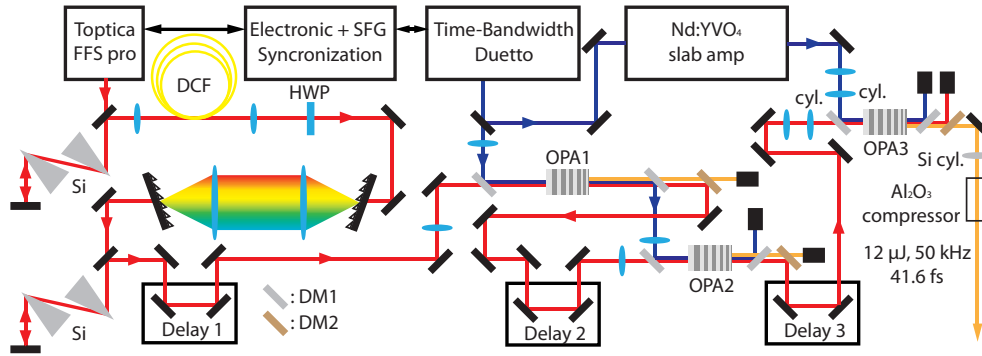 Toptica
FFS pro
DCF
Electronic + SFG
Syncronization
Time-Bandwidth
Duetto
Nd:YVO₄
slab amp
HWP
cyl.
cyl.
OPA1
OPA3
Si
Si cyl.
Al₂O₃
compressor
12 μJ, 50 kHz
41.6 fs
OPA2
: DM1
: DM2
Si
Delay 1
Delay 2
Delay 3